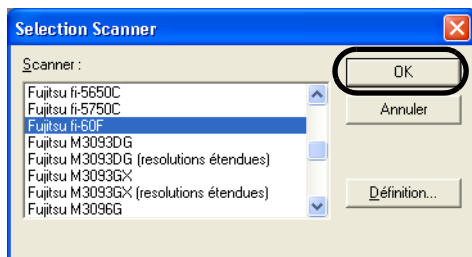 Selection Scanner
Scanner :
OK
Fujitsu fi-5650C
Fujitsu fi-5750C
Annuler
Fujitsu fi-60F
Fujitsu M3093DG
Fujitsu M3093DG (resolutions étendues)
Fujitsu M3093GX
Fujitsu M3093GX (resolutions étendues)
Définition...
Fujitsu M3096G